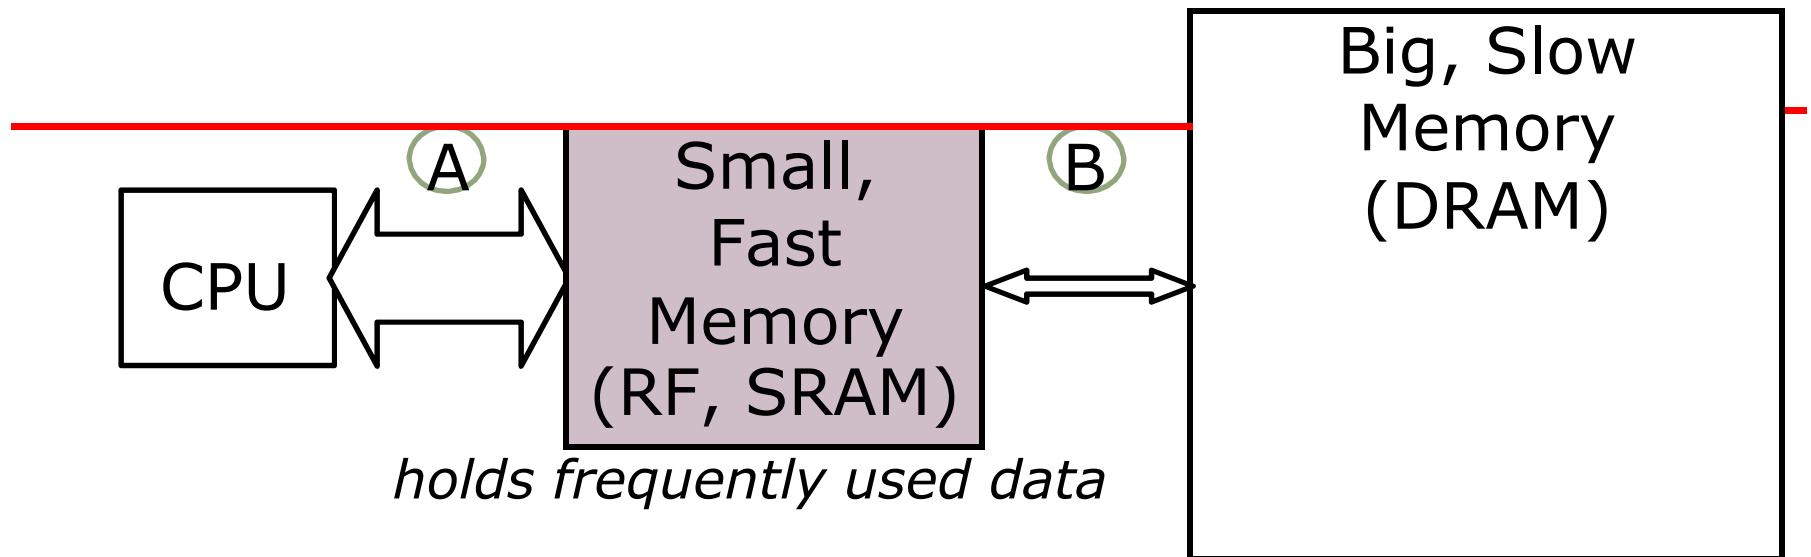 CPU
A
Small,
Fast
Memory
(RF, SRAM)
holds frequently used data
B
Big, Slow
Memory
(DRAM)